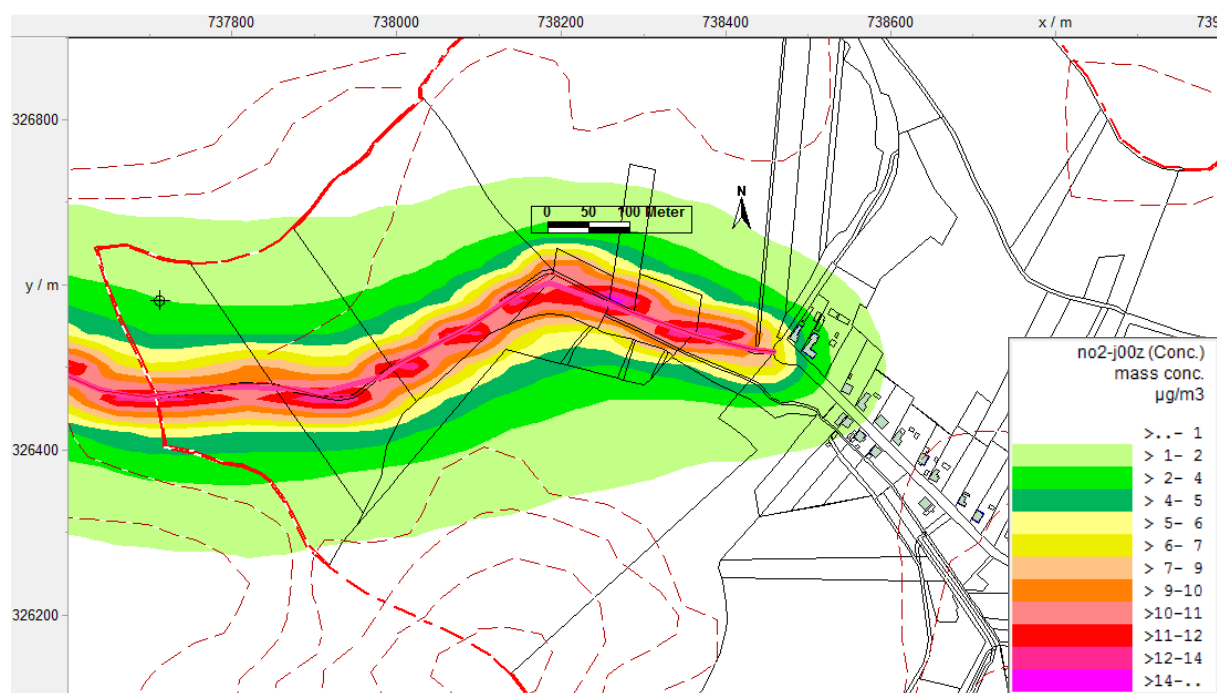 737800 738000 738200 738400 738600 x / m 739
326800
N
0 50 100 Meter
y / m
no2-j00z (Conc.)
mass conc.
µg/m3
>..- 1
> 1- 2
> 2- 4
> 4- 5
326400
> 5- 6
> 6- 7
> 7- 9
> 9-10
>10-11
326200
>11-12
>12-14
>14-..